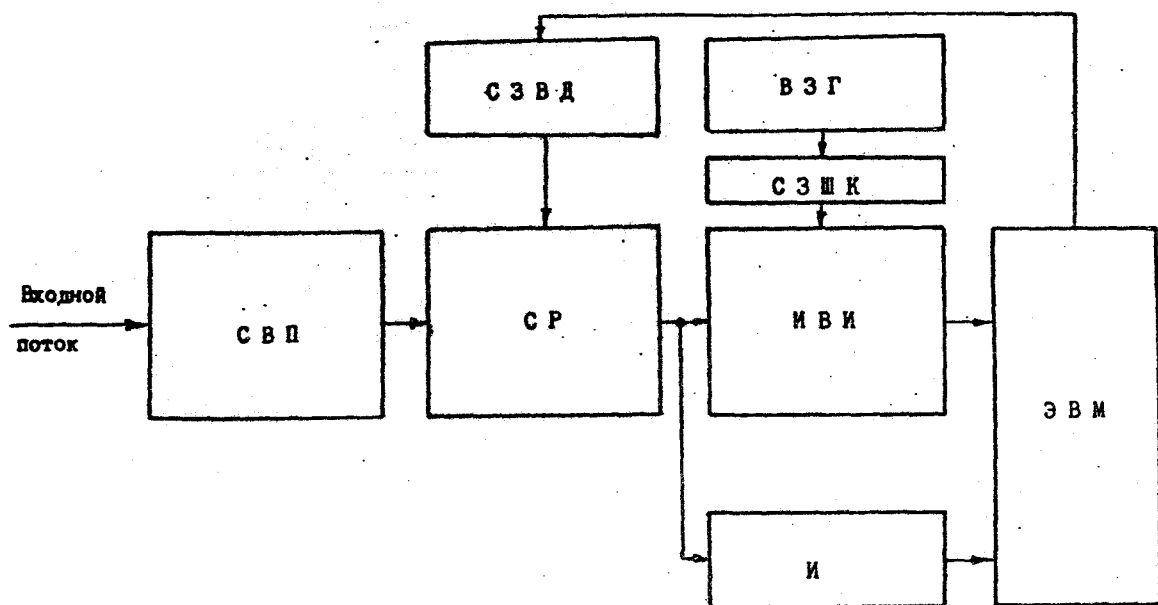 С З В Д
В З Г
С З Ш К
Входной
поток
С В П
С Р
И В И
Э В М
И